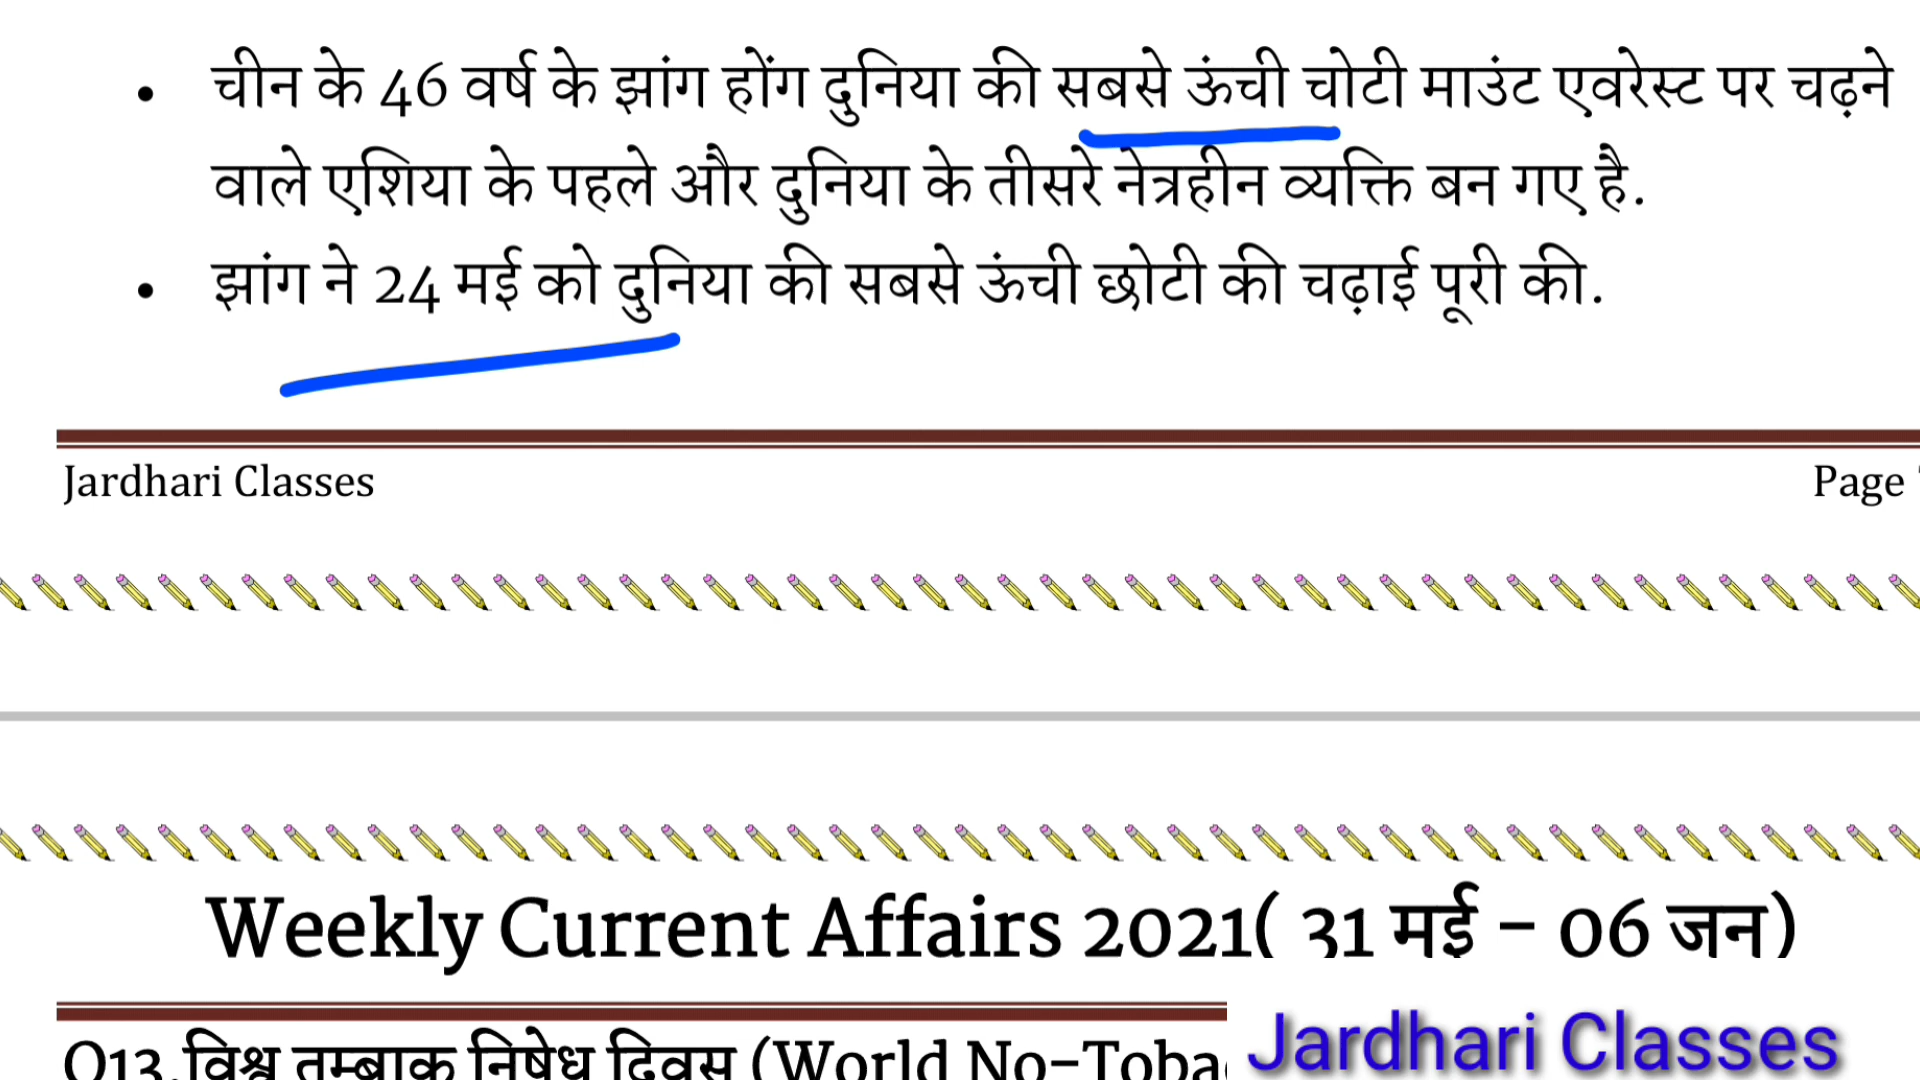 • चीन के 46 वर्ष के झांग होंग दुनिया की सबसे ऊंची चोटी माउंट एवरेस्ट पर चढ़ने
वाले एशिया के पहले और दुनिया के तीसरे नेत्रहीन व्यक्ति बन गए है.
• झांग ने 24 मई को दुनिया की सबसे ऊंची छोटी की चढ़ाई पूरी की.
Jardhari Classes Page
Weekly Current Affairs 2021( 31 मई – 06 जन)
Q13.विश्व तम्बाकू निषेध दिवस (World No-Toba
Jardhari Classes